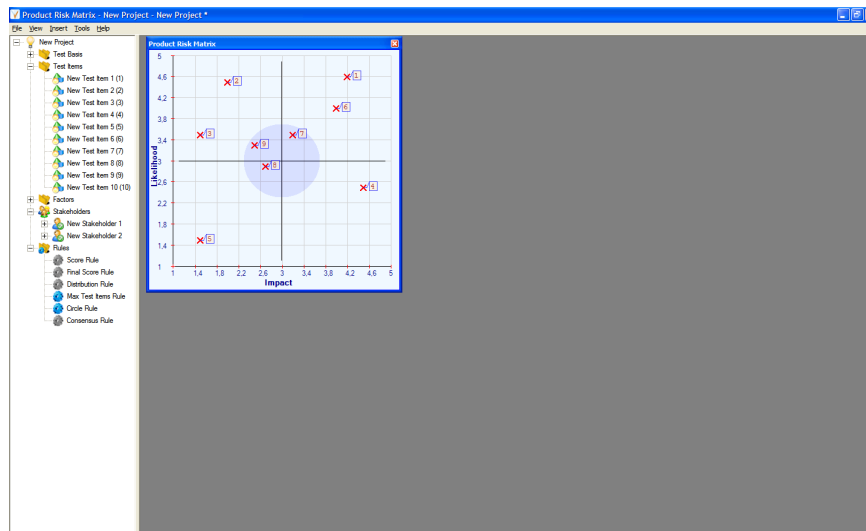 Product Risk Matrix - New Project - New Project *
File View Insert Tools Help
New Project
Test Basis
Test Items
New Test Item 1 (1)
New Test Item 2 (2)
New Test Item 3 (3)
New Test Item 4 (4)
New Test Item 5 (5)
New Test Item 6 (6)
New Test Item 7 (7)
New Test Item 8 (8)
New Test Item 9 (9)
New Test Item 10 (10)
Factors
Stakeholders
New Stakeholder 1
New Stakeholder 2
Rules
Score Rule
Final Score Rule
Distribution Rule
Max Test Items Rule
Circle Rule
Consensus Rule
Product Risk Matrix
5
4,6
4,2
3,8
3,4
3
2,6
2,2
1,8
1,4
1
Likelihood
1
2
6
3
7
9
8
4
5
1 1,4 1,8 2,2 2,6 3 3,4 3,8 4,2 4,6 5
Impact